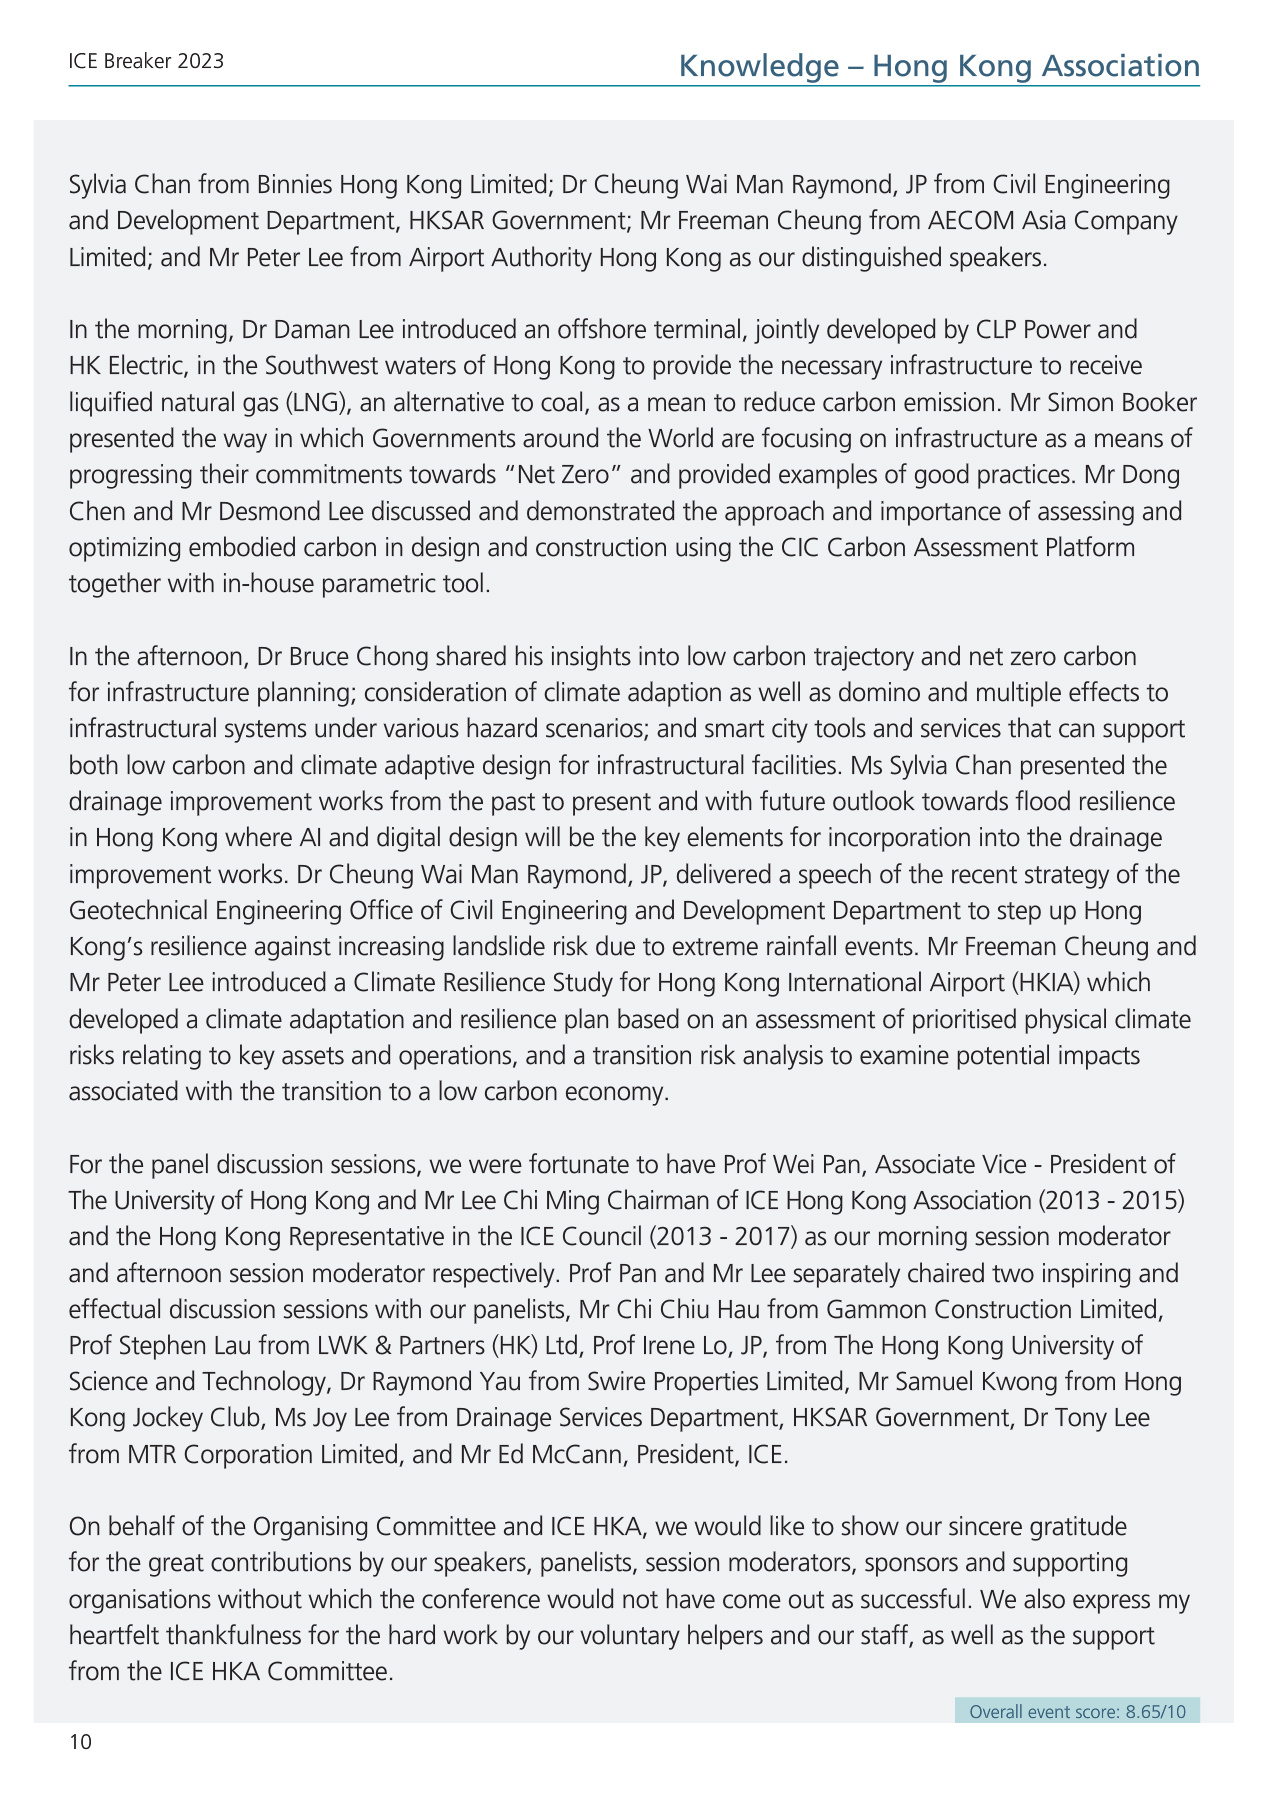 ICE Breaker 2023
Knowledge – Hong Kong Association
Sylvia Chan from Binnies Hong Kong Limited; Dr Cheung Wai Man Raymond, JP from Civil Engineering
and Development Department, HKSAR Government; Mr Freeman Cheung from AECOM Asia Company
Limited; and Mr Peter Lee from Airport Authority Hong Kong as our distinguished speakers.
In the morning, Dr Daman Lee introduced an offshore terminal, jointly developed by CLP Power and
HK Electric, in the Southwest waters of Hong Kong to provide the necessary infrastructure to receive
liquified natural gas (LNG), an alternative to coal, as a mean to reduce carbon emission. Mr Simon Booker
presented the way in which Governments around the World are focusing on infrastructure as a means of
progressing their commitments towards “Net Zero” and provided examples of good practices. Mr Dong
Chen and Mr Desmond Lee discussed and demonstrated the approach and importance of assessing and
optimizing embodied carbon in design and construction using the CIC Carbon Assessment Platform
together with in-house parametric tool.
In the afternoon, Dr Bruce Chong shared his insights into low carbon trajectory and net zero carbon
for infrastructure planning; consideration of climate adaption as well as domino and multiple effects to
infrastructural systems under various hazard scenarios; and smart city tools and services that can support
both low carbon and climate adaptive design for infrastructural facilities. Ms Sylvia Chan presented the
drainage improvement works from the past to present and with future outlook towards flood resilience
in Hong Kong where AI and digital design will be the key elements for incorporation into the drainage
improvement works. Dr Cheung Wai Man Raymond, JP, delivered a speech of the recent strategy of the
Geotechnical Engineering Office of Civil Engineering and Development Department to step up Hong
Kong’s resilience against increasing landslide risk due to extreme rainfall events. Mr Freeman Cheung and
Mr Peter Lee introduced a Climate Resilience Study for Hong Kong International Airport (HKIA) which
developed a climate adaptation and resilience plan based on an assessment of prioritised physical climate
risks relating to key assets and operations, and a transition risk analysis to examine potential impacts
associated with the transition to a low carbon economy.
For the panel discussion sessions, we were fortunate to have Prof Wei Pan, Associate Vice - President of
The University of Hong Kong and Mr Lee Chi Ming Chairman of ICE Hong Kong Association (2013 - 2015)
and the Hong Kong Representative in the ICE Council (2013 - 2017) as our morning session moderator
and afternoon session moderator respectively. Prof Pan and Mr Lee separately chaired two inspiring and
effectual discussion sessions with our panelists, Mr Chi Chiu Hau from Gammon Construction Limited,
Prof Stephen Lau from LWK & Partners (HK) Ltd, Prof Irene Lo, JP, from The Hong Kong University of
Science and Technology, Dr Raymond Yau from Swire Properties Limited, Mr Samuel Kwong from Hong
Kong Jockey Club, Ms Joy Lee from Drainage Services Department, HKSAR Government, Dr Tony Lee
from MTR Corporation Limited, and Mr Ed McCann, President, ICE.
On behalf of the Organising Committee and ICE HKA, we would like to show our sincere gratitude
for the great contributions by our speakers, panelists, session moderators, sponsors and supporting
organisations without which the conference would not have come out as successful. We also express my
heartfelt thankfulness for the hard work by our voluntary helpers and our staff, as well as the support
from the ICE HKA Committee.
Overall event score: 8.65/10
10